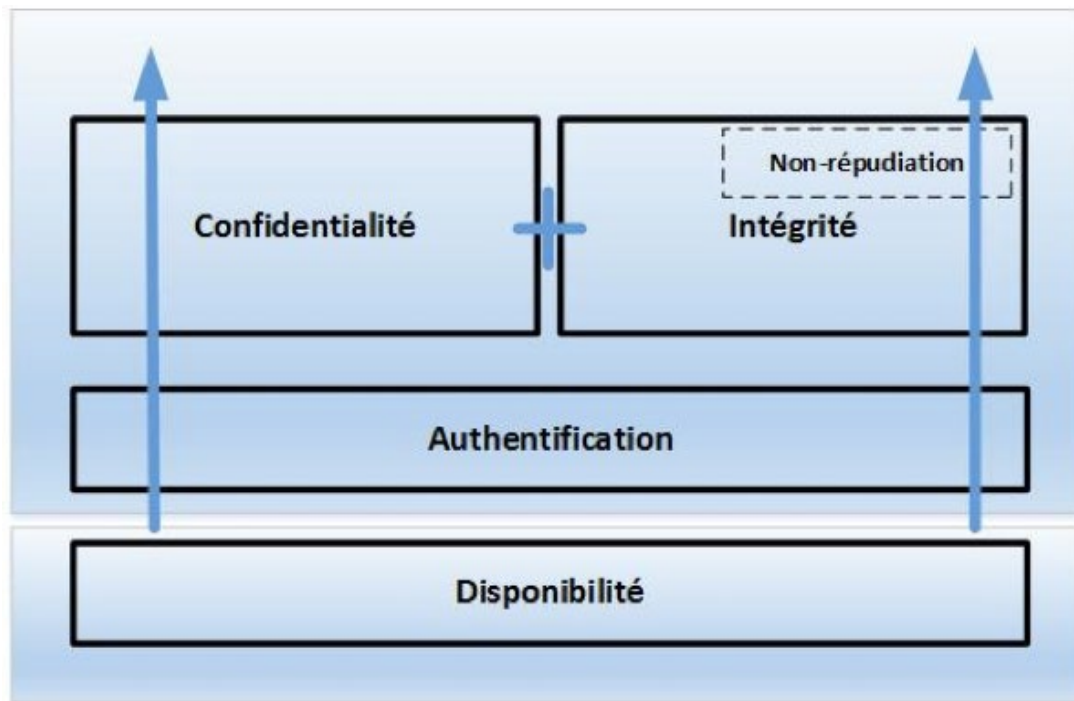 Non-répudiation
Confidentialité
Intégrité
Authentification
Disponibilité